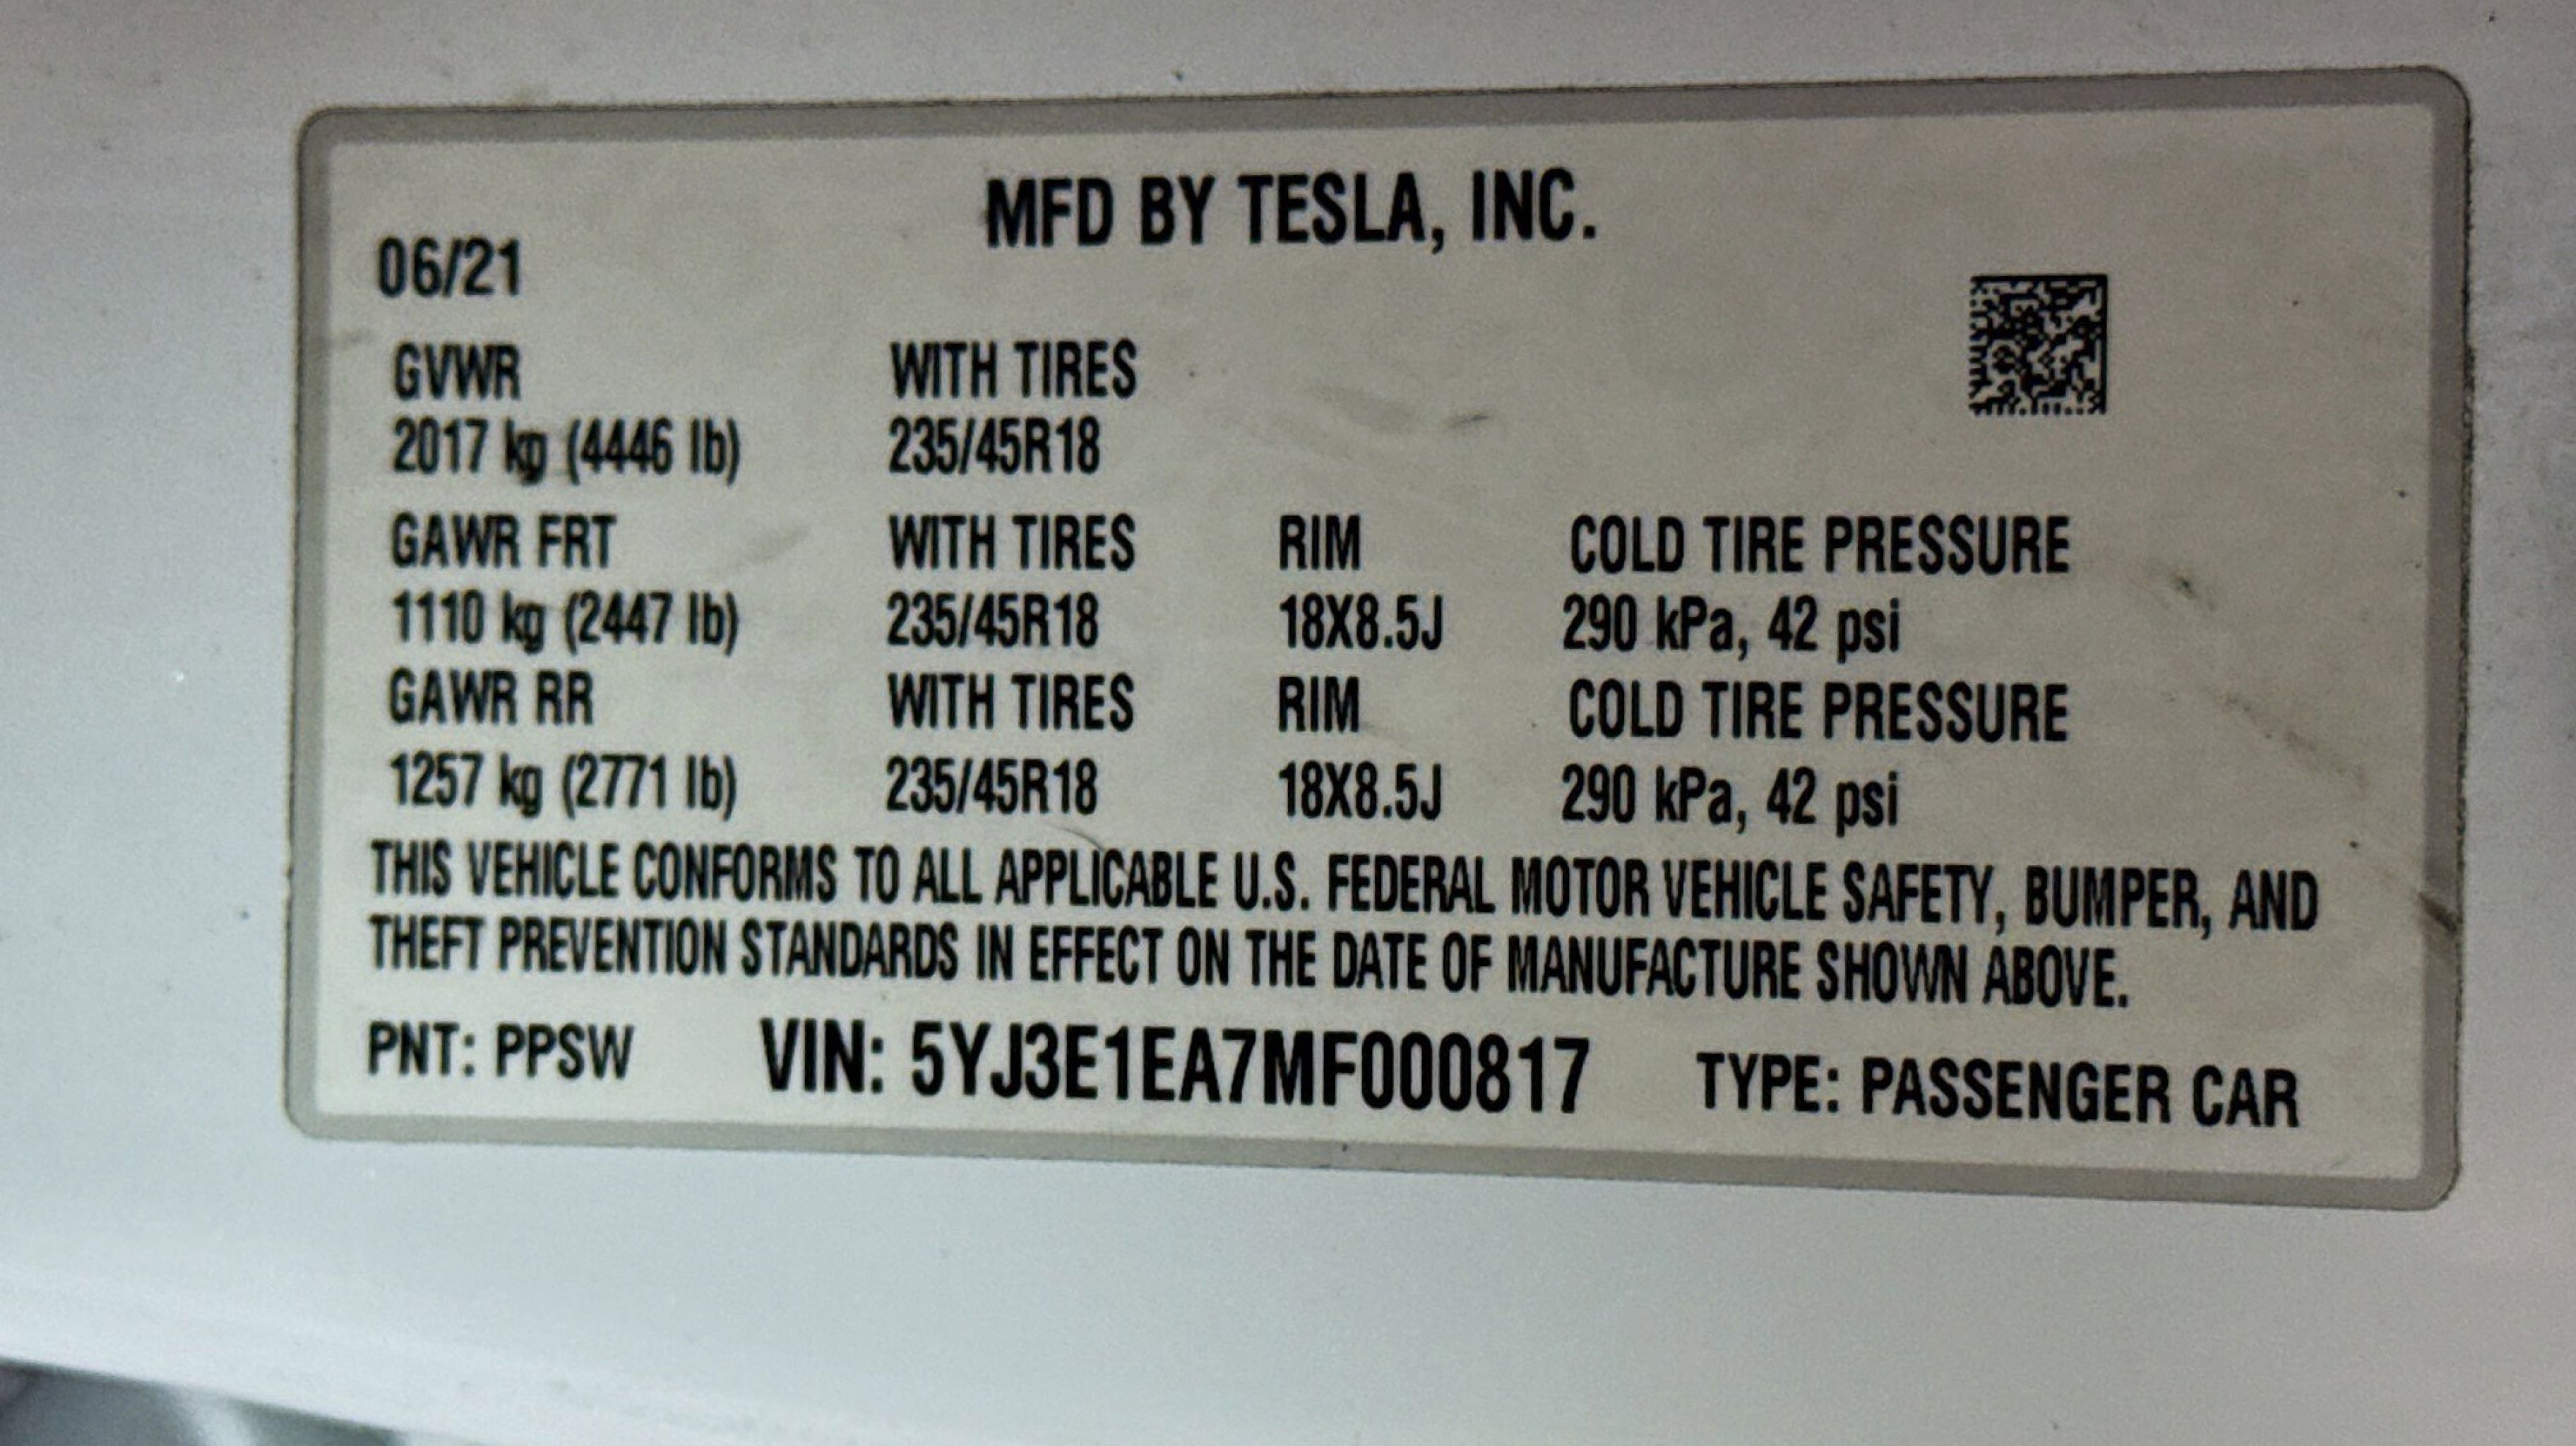 MFD BY TESLA, INC.
06/21
GVWR WITH TIRES
2017 kg (4446 lb) 235/45R18
GAWR FRT WITH TIRES RIM COLD TIRE PRESSURE
1110 kg (2447 lb) 235/45R18 18X8.5J 290 kPa, 42 psi
GAWR RR WITH TIRES RIM COLD TIRE PRESSURE
1257 kg (2771 lb) 235/45R18 18X8.5J 290 kPa, 42 psi
THIS VEHICLE CONFORMS TO ALL APPLICABLE U.S. FEDERAL MOTOR VEHICLE SAFETY, BUMPER, AND
THEFT PREVENTION STANDARDS IN EFFECT ON THE DATE OF MANUFACTURE SHOWN ABOVE.
PNT: PPSW VIN: 5YJ3E1EA7MF000817 TYPE: PASSENGER CAR